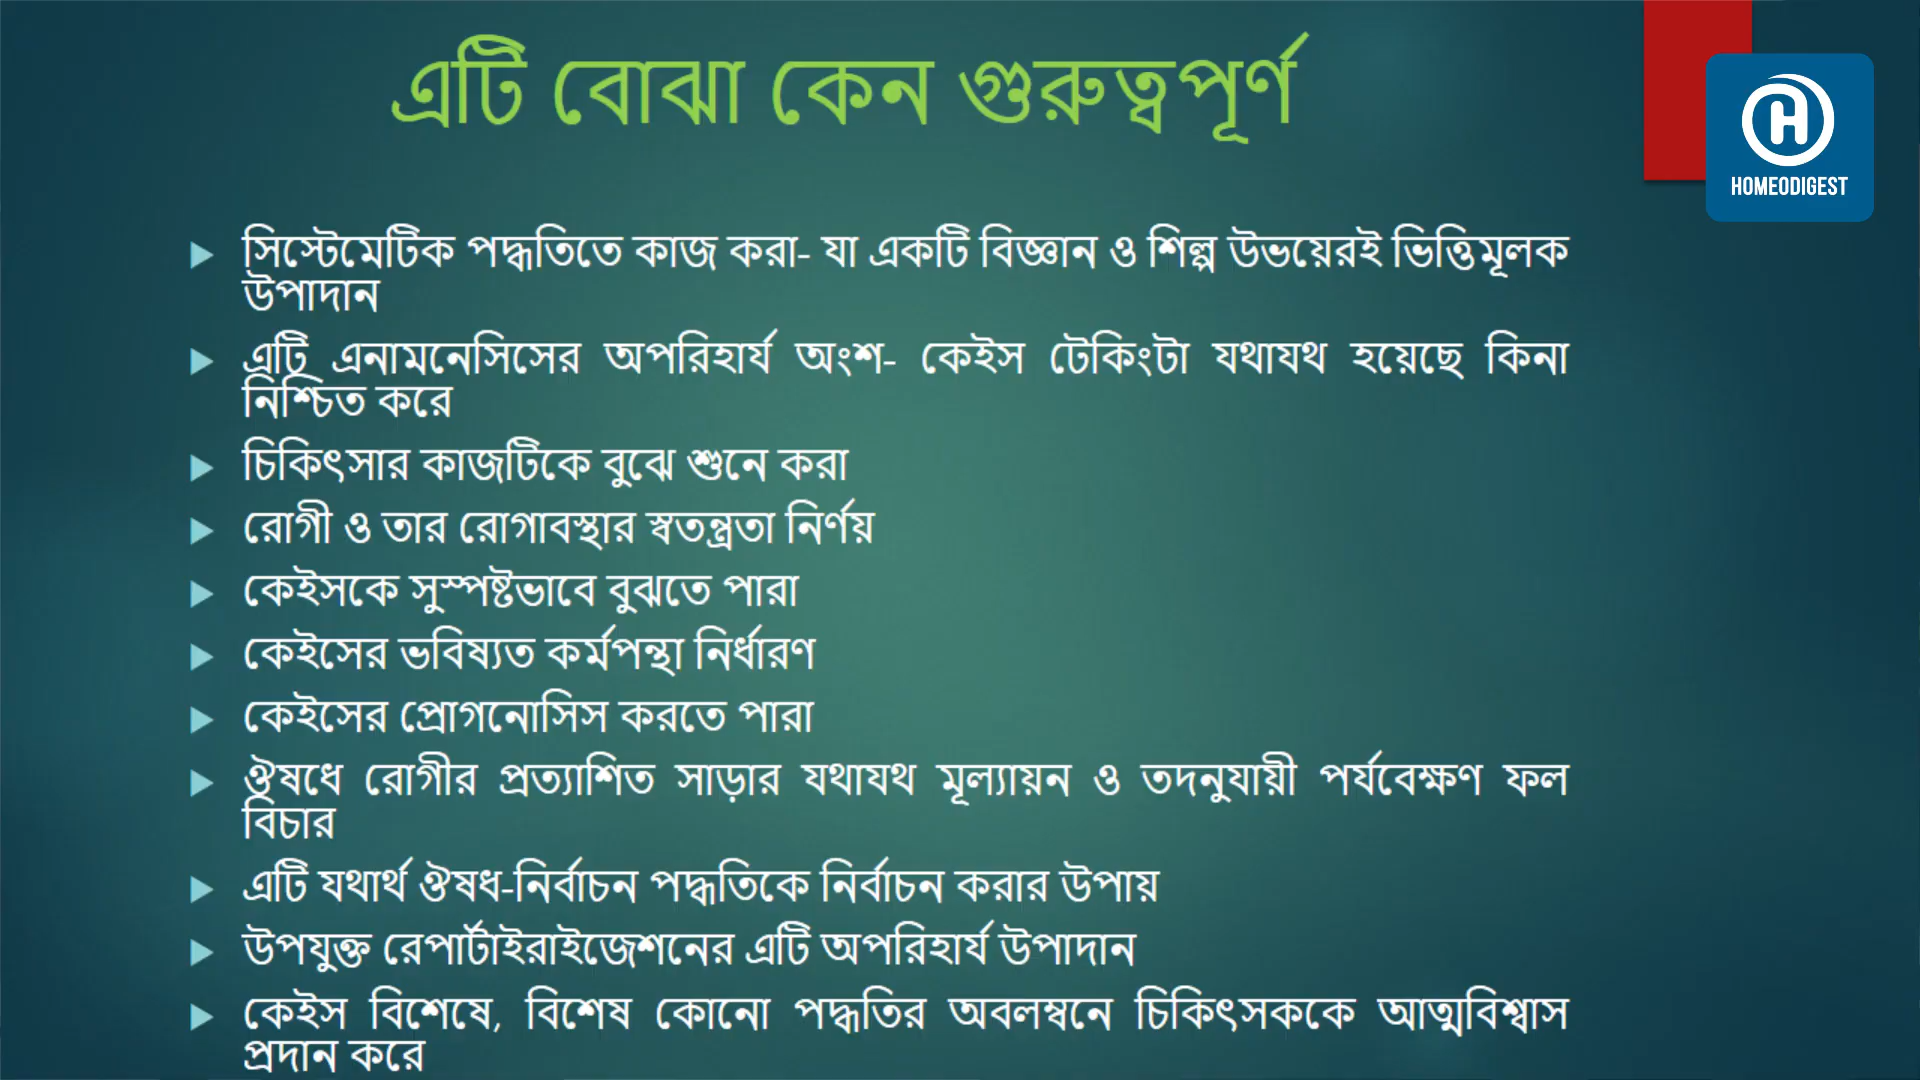 এটি বোঝা কেন গুরুত্বপূর্ণ
HOMEODIGEST
সিস্টেমেটিক পদ্ধতিতে কাজ করা- যা একটি বিজ্ঞান ও শিল্প উভয়েরই ভিত্তিমূলক
উপাদান
এটি এনামনেসিসের অপরিহার্য অংশ- কেইস টেকিংটা যথাযথ হয়েছে কিনা
নিশ্চিত করে
চিকিৎসার কাজটিকে বুঝে শুনে করা
রোগী ও তার রোগাবস্থার স্বতন্ত্রতা নির্ণয়
কেইসকে সুস্পষ্টভাবে বুঝতে পারা
কেইসের ভবিষ্যত কর্মপন্থা নির্ধারণ
কেইসের প্রোগনোসিস করতে পারা
ঔষধে রোগীর প্রত্যাশিত সাড়ার যথাযথ মূল্যায়ন ও তদনুযায়ী পর্যবেক্ষণ ফল
বিচার
এটি যথার্থ ঔষধ-নির্বাচন পদ্ধতিকে নির্বাচন করার উপায়
উপযুক্ত রেপার্টাইরাইজেশনের এটি অপরিহার্য উপাদান
কেইস বিশেষে, বিশেষ কোনো পদ্ধতির অবলম্বনে চিকিৎসককে আত্মবিশ্বাস
প্রদান করে